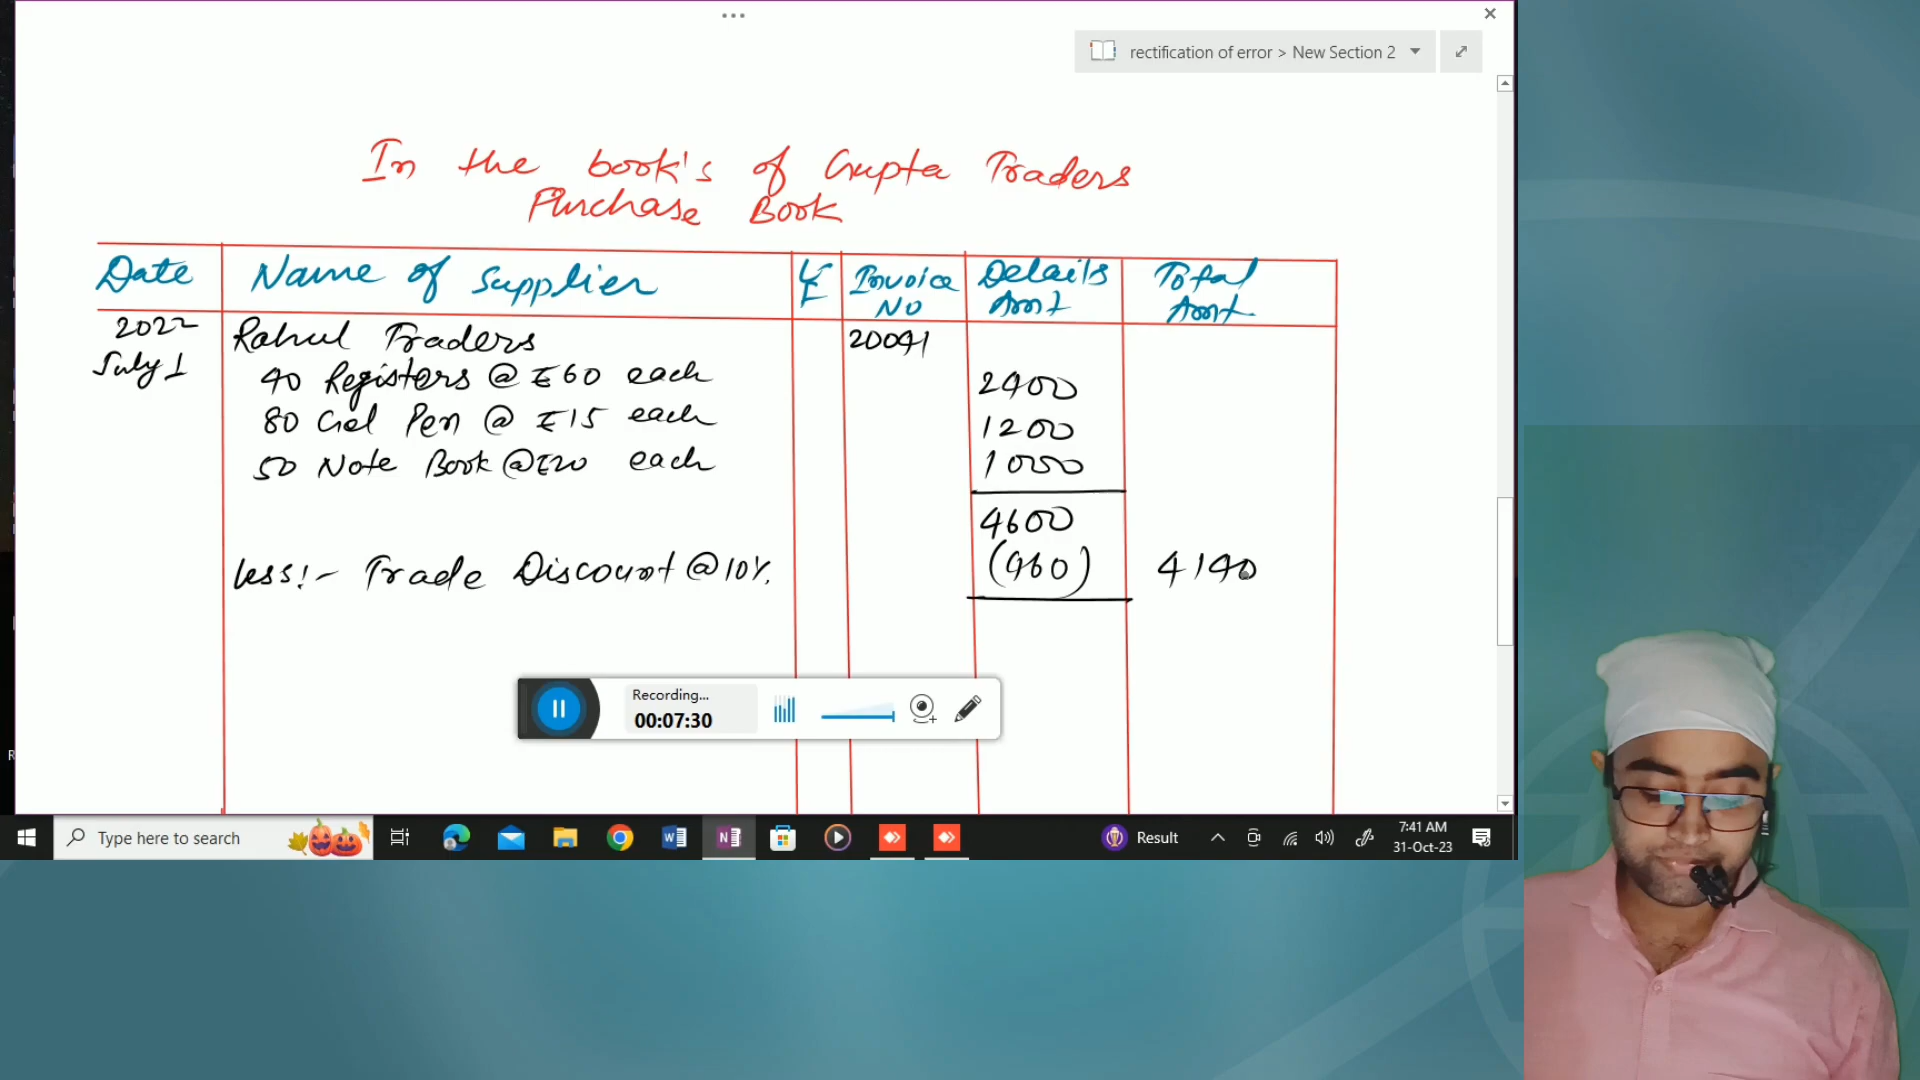 rectification of error > New Section 2
In the book's of Gupta Traders
Purchase Book
Date Name of Supplier LF Invoice No Details Amt Total Amt
2022 July 1 Rahul Traders 20041
40 Registers @ ₹60 each 2400
80 Gel Pen @ ₹15 each 1200
50 Note Book @₹20 each 1000
4600
Less:- Trade Discount @10% (460) 4140
Recording...
00:07:30
Type here to search
Result
7:41 AM
31-Oct-23